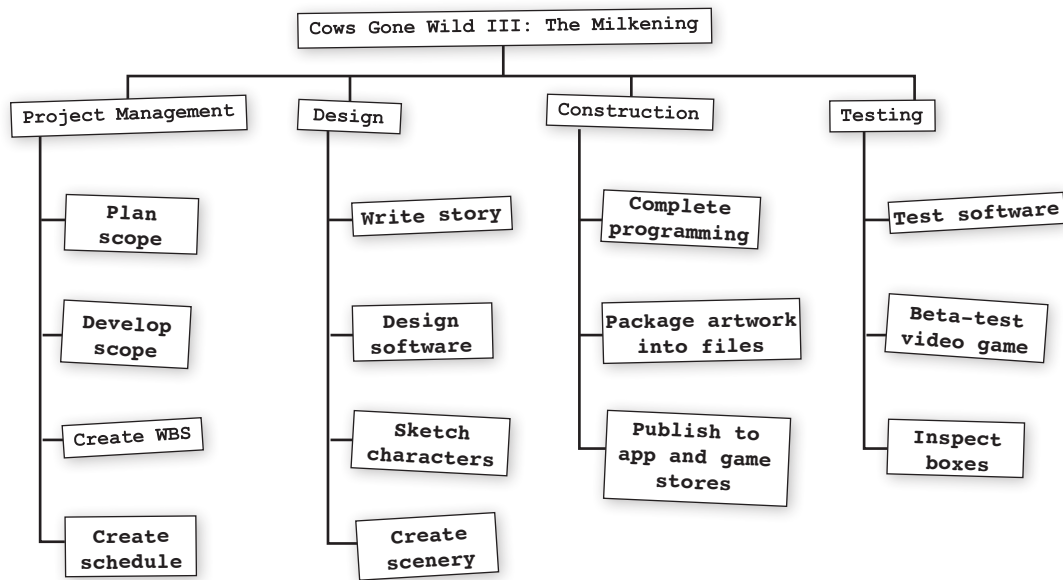 Cows Gone Wild III: The Milkening
Project Management
Design
Construction
Testing
Plan
scope
Develop
scope
Create WBS
Create
schedule
Write story
Design
software
Sketch
characters
Create
scenery
Complete
programming
Package artwork
into files
Publish to
app and game
stores
Test software
Beta-test
video game
Inspect
boxes